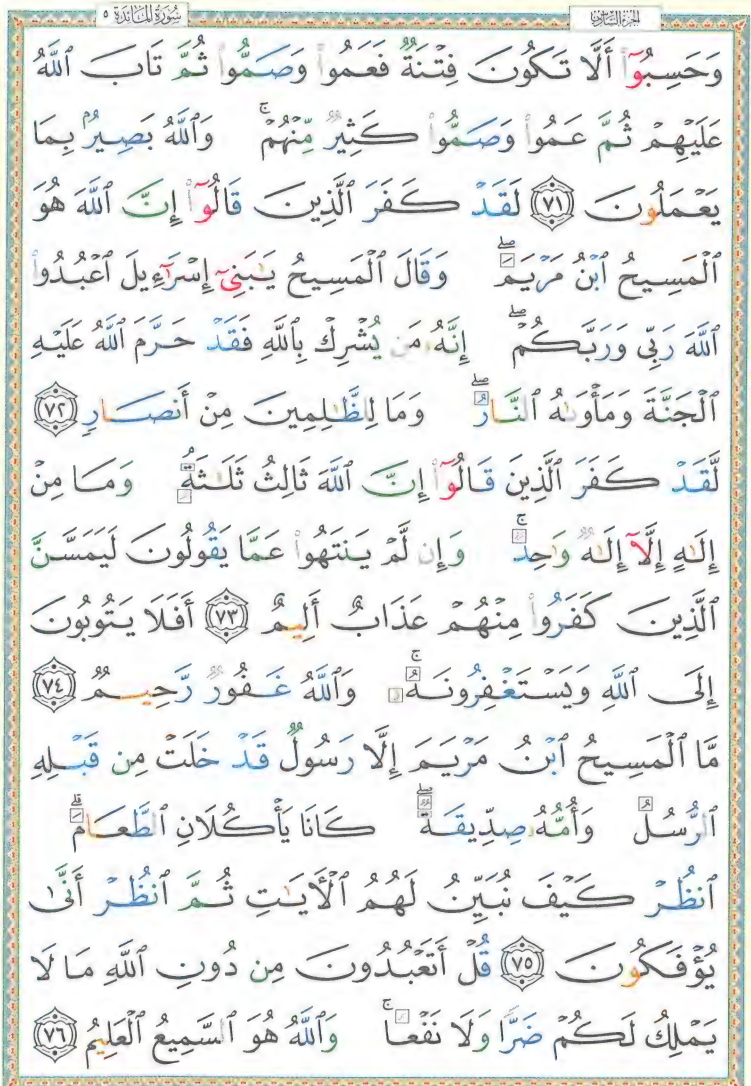 سُورَةُ المَائِدَةِ ٥
الجزء السادس
وَحَسِبُوٓاْ أَلَّا تَكُونَ فِتْنَةٌ فَعَمُواْ وَصَمُّواْ ثُمَّ تَابَ ٱللَّهُ
عَلَيْهِمْ ثُمَّ عَمُواْ وَصَمُّواْ كَثِيرٌ مِّنْهُمْ ۚ وَٱللَّهُ بَصِيرٌۢ بِمَا
يَعْمَلُونَ ٧١ لَقَدْ كَفَرَ ٱلَّذِينَ قَالُوٓاْ إِنَّ ٱللَّهَ هُوَ
ٱلْمَسِيحُ ٱبْنُ مَرْيَمَ ۖ وَقَالَ ٱلْمَسِيحُ يَٰبَنِىٓ إِسْرَٰٓءِيلَ ٱعْبُدُواْ
ٱللَّهَ رَبِّى وَرَبَّكُمْ ۖ إِنَّهُۥ مَن يُشْرِكْ بِٱللَّهِ فَقَدْ حَرَّمَ ٱللَّهُ عَلَيْهِ
ٱلْجَنَّةَ وَمَأْوَىٰهُ ٱلنَّارُ ۖ وَمَا لِلظَّٰلِمِينَ مِنْ أَنصَارٍ ٧٢
لَّقَدْ كَفَرَ ٱلَّذِينَ قَالُوٓاْ إِنَّ ٱللَّهَ ثَالِثُ ثَلَٰثَةٍ ۘ وَمَا مِنْ
إِلَٰهٍ إِلَّآ إِلَٰهٌ وَٰحِدٌ ۚ وَإِن لَّمْ يَنتَهُواْ عَمَّا يَقُولُونَ لَيَمَسَّنَّ
ٱلَّذِينَ كَفَرُواْ مِنْهُمْ عَذَابٌ أَلِيمٌ ٧٣ أَفَلَا يَتُوبُونَ
إِلَى ٱللَّهِ وَيَسْتَغْفِرُونَهُۥ ۚ وَٱللَّهُ غَفُورٌ رَّحِيمٌ ٧٤
مَّا ٱلْمَسِيحُ ٱبْنُ مَرْيَمَ إِلَّا رَسُولٌ قَدْ خَلَتْ مِن قَبْلِهِ
ٱلرُّسُلُ وَأُمُّهُۥ صِدِّيقَةٌ ۖ كَانَا يَأْكُلَانِ ٱلطَّعَامَ ۗ
ٱنظُرْ كَيْفَ نُبَيِّنُ لَهُمُ ٱلْأَيَٰتِ ثُمَّ ٱنظُرْ أَنَّىٰ
يُؤْفَكُونَ ٧٥ قُلْ أَتَعْبُدُونَ مِن دُونِ ٱللَّهِ مَا لَا
يَمْلِكُ لَكُمْ ضَرًّا وَلَا نَفْعًا ۚ وَٱللَّهُ هُوَ ٱلسَّمِيعُ ٱلْعَلِيمُ ٧٦